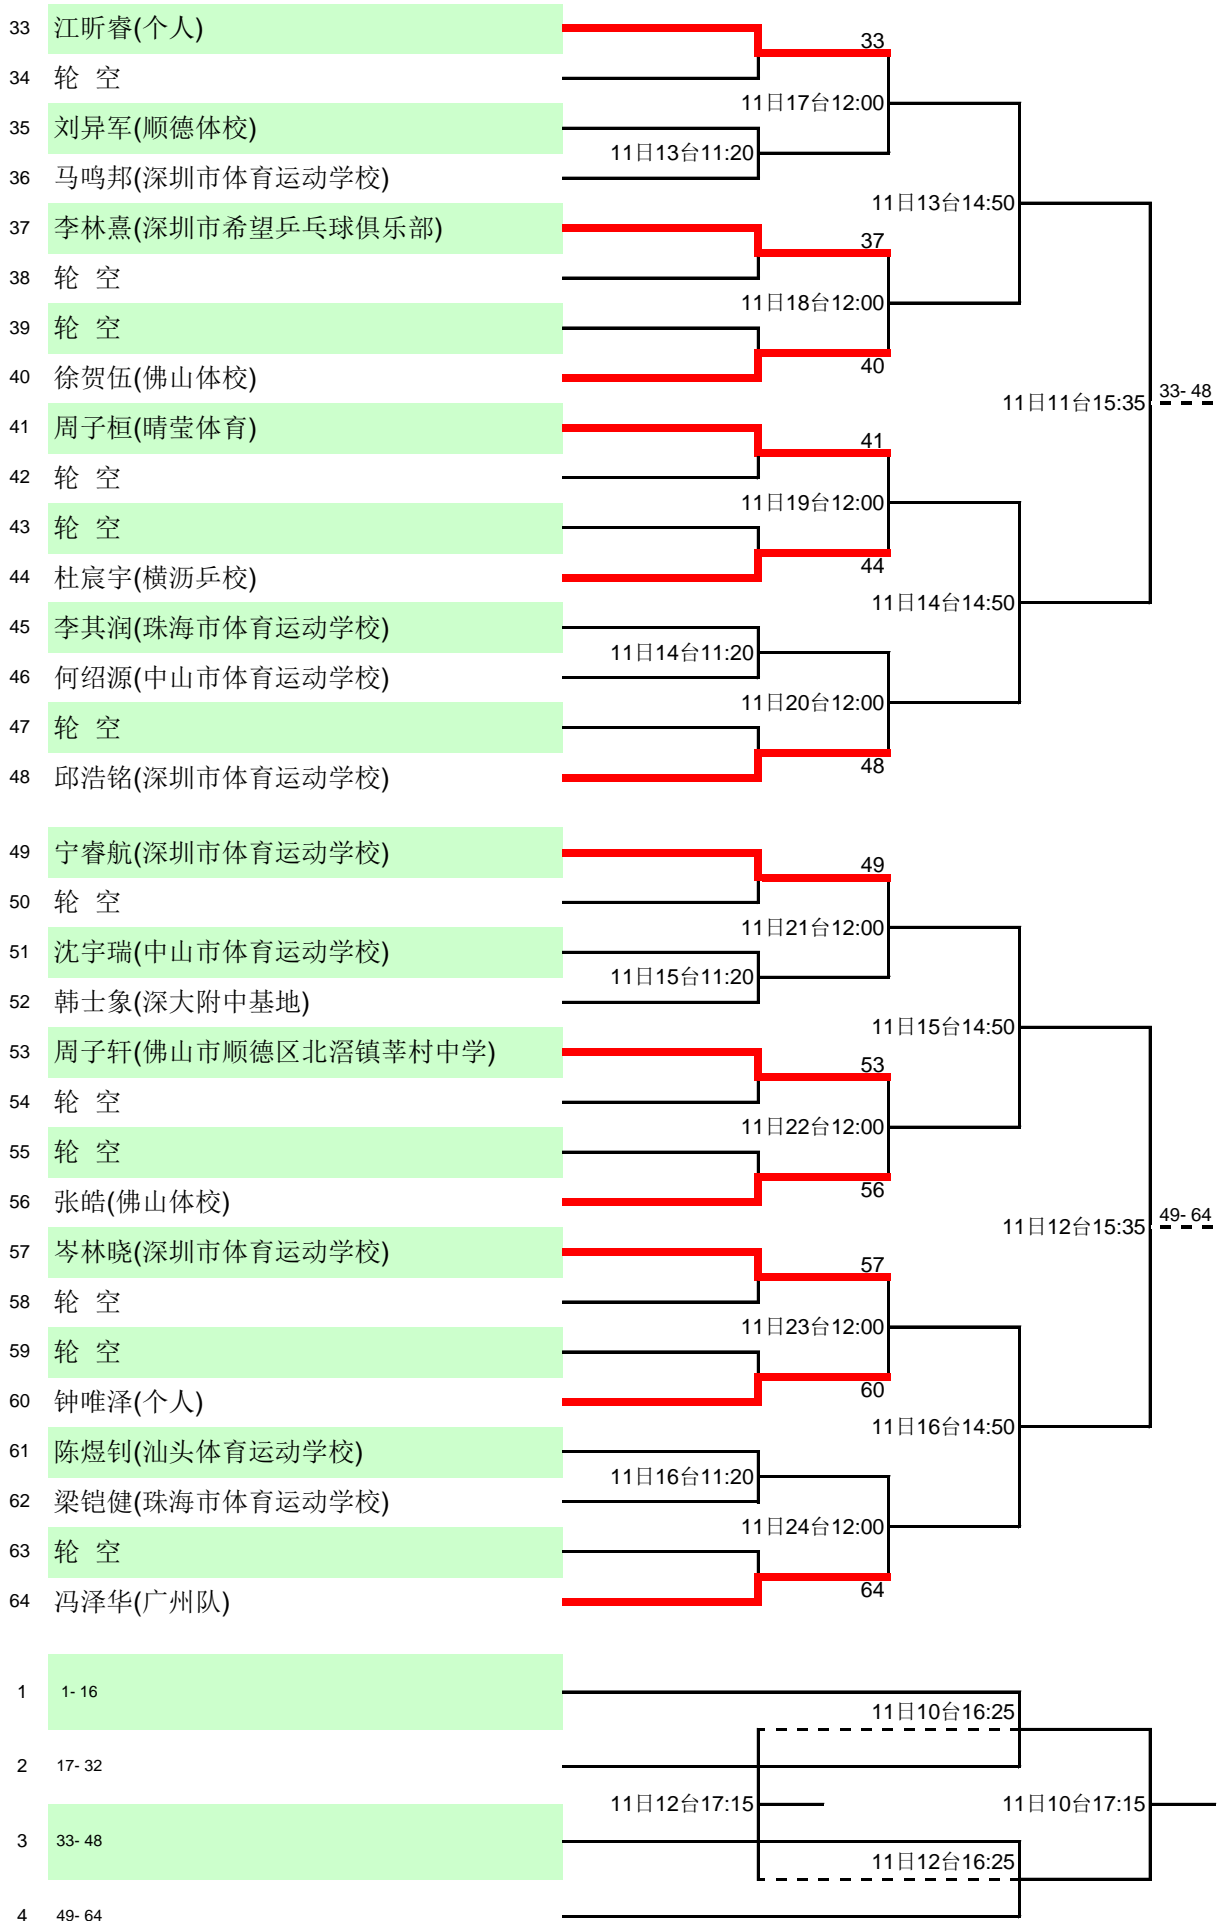 33 江昕睿(个人)
33
34 轮 空
11日17台12:00
35 刘异军(顺德体校)
11日13台11:20
36 马鸣邦(深圳市体育运动学校)
11日13台14:50
37 李林熹(深圳市希望乒乓球俱乐部)
37
38 轮 空
11日18台12:00
39 轮 空
40
40 徐贺伍(佛山体校)
11日11台15:35
33- 48
41 周子桓(晴莹体育)
41
42 轮 空
11日19台12:00
43 轮 空
44
44 杜宸宇(横沥乒校)
11日14台14:50
45 李其润(珠海市体育运动学校)
11日14台11:20
46 何绍源(中山市体育运动学校)
11日20台12:00
47 轮 空
48
48 邱浩铭(深圳市体育运动学校)
49 宁睿航(深圳市体育运动学校)
49
50 轮 空
11日21台12:00
51 沈宇瑞(中山市体育运动学校)
11日15台11:20
52 韩士象(深大附中基地)
11日15台14:50
53 周子轩(佛山市顺德区北滘镇莘村中学)
53
54 轮 空
11日22台12:00
55 轮 空
56
56 张皓(佛山体校)
11日12台15:35
49- 64
57 岑林晓(深圳市体育运动学校)
57
58 轮 空
11日23台12:00
59 轮 空
60
60 钟唯泽(个人)
11日16台14:50
61 陈煜钊(汕头体育运动学校)
11日16台11:20
62 梁铠健(珠海市体育运动学校)
11日24台12:00
63 轮 空
64
64 冯泽华(广州队)
1 1- 16
11日10台16:25
2 17- 32
11日12台17:15
11日10台17:15
3 33- 48
11日12台16:25
4 49- 64